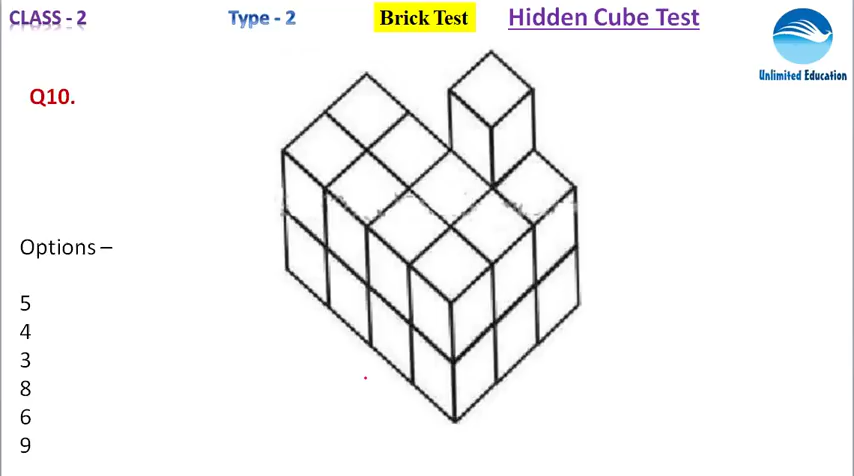 CLASS - 2
Type - 2
Brick Test
Hidden Cube Test
Unlimited Education
Q10.
Options –
5
4
3
8
6
9